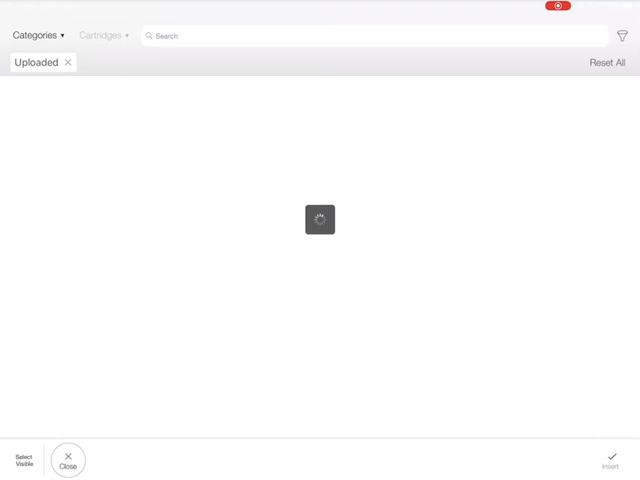 Categories ▾ Cartridges ▾ Search
Uploaded × Reset All
Select
Visible
Close
Insert